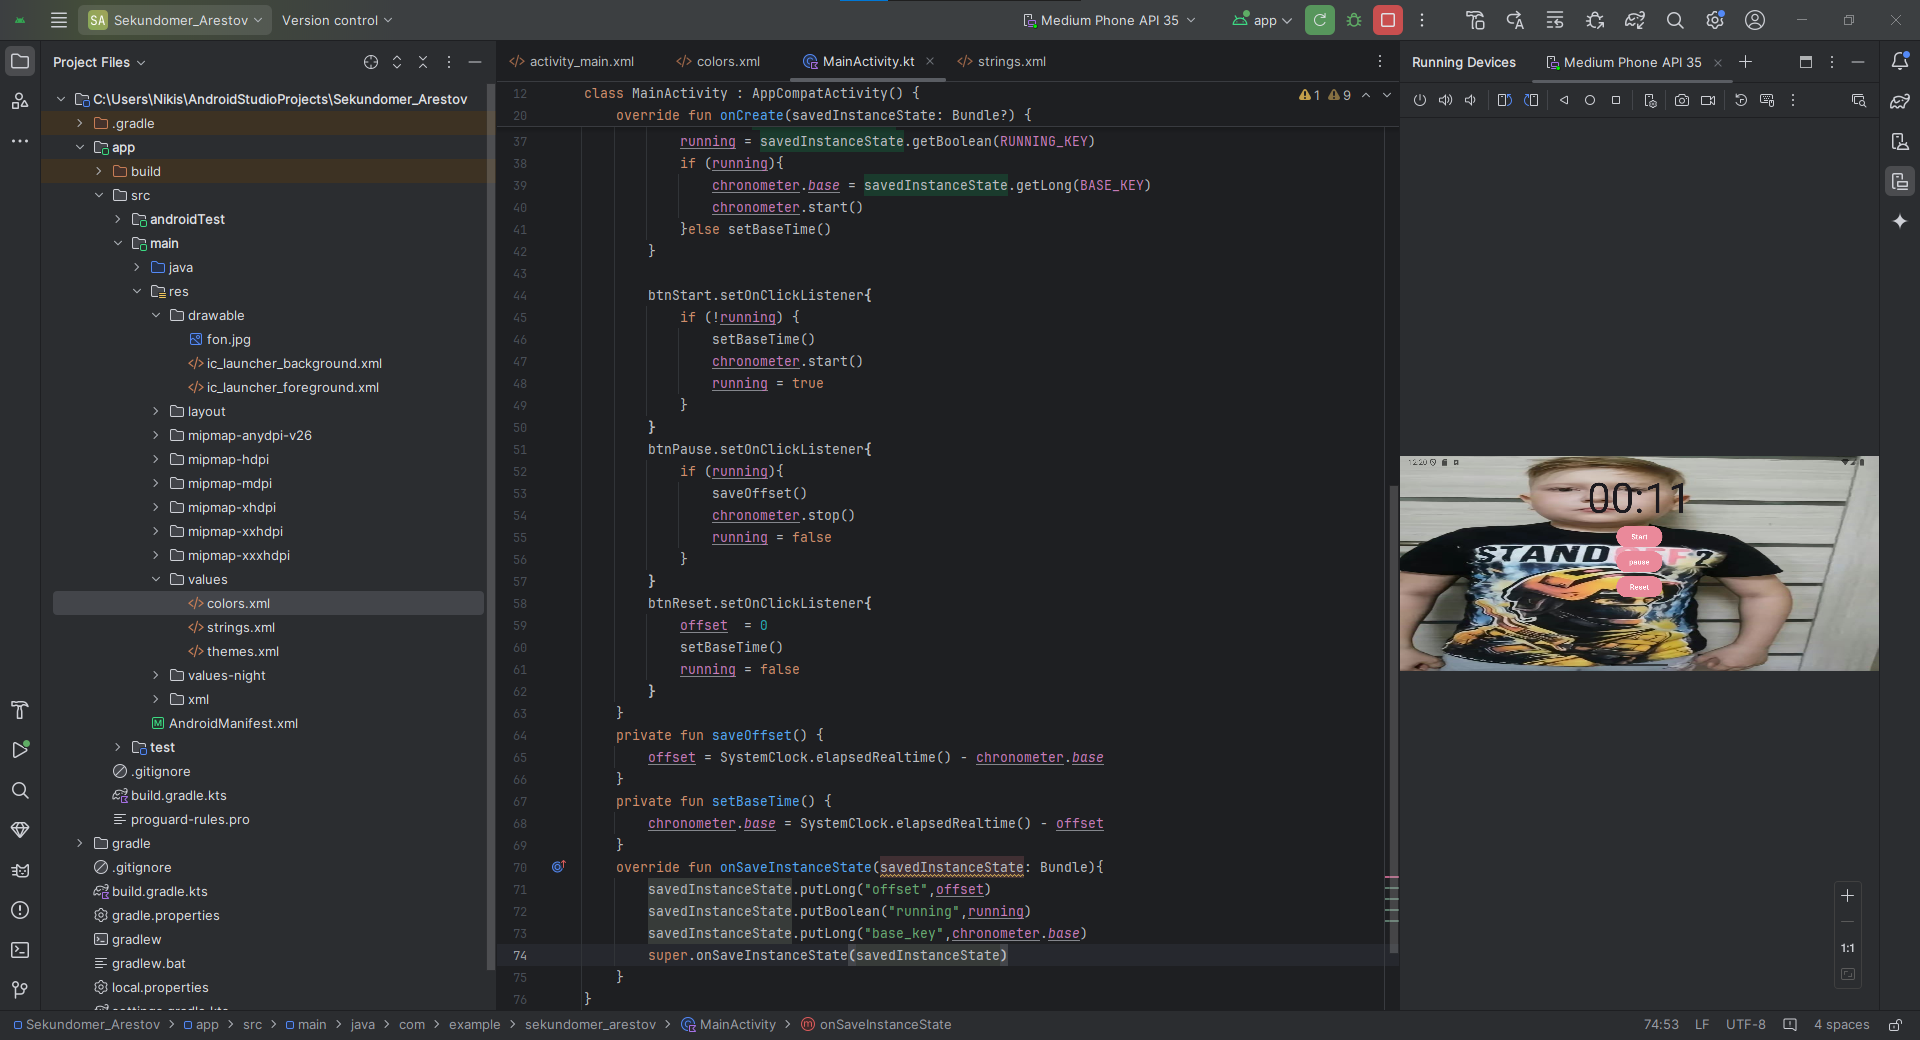 SA Sekundomer_Arestov Version control Medium Phone API 35 app
Project Files
activity_main.xml colors.xml MainActivity.kt strings.xml
Running Devices Medium Phone API 35
C:\Users\Nikis\AndroidStudioProjects\Sekundomer_Arestov
.gradle
app
build
src
androidTest
main
java
res
drawable
fon.jpg
ic_launcher_background.xml
ic_launcher_foreground.xml
layout
mipmap-anydpi-v26
mipmap-hdpi
mipmap-mdpi
mipmap-xhdpi
mipmap-xxhdpi
mipmap-xxxhdpi
values
colors.xml
strings.xml
themes.xml
values-night
xml
AndroidManifest.xml
test
.gitignore
build.gradle.kts
proguard-rules.pro
gradle
.gitignore
build.gradle.kts
gradle.properties
gradlew
gradlew.bat
local.properties
settings.gradle.kts
12 class MainActivity : AppCompatActivity() { 1 9
20 override fun onCreate(savedInstanceState: Bundle?) {
37 running = savedInstanceState.getBoolean(RUNNING_KEY)
38 if (running){
39 chronometer.base = savedInstanceState.getLong(BASE_KEY)
40 chronometer.start()
41 }else setBaseTime()
42 }
43
44 btnStart.setOnClickListener{
45 if (!running) {
46 setBaseTime()
47 chronometer.start()
48 running = true
49 }
50 }
51 btnPause.setOnClickListener{
52 if (running){
53 saveOffset()
54 chronometer.stop()
55 running = false
56 }
57 }
58 btnReset.setOnClickListener{
59 offset = 0
60 setBaseTime()
61 running = false
62 }
63 }
64 private fun saveOffset() {
65 offset = SystemClock.elapsedRealtime() - chronometer.base
66 }
67 private fun setBaseTime() {
68 chronometer.base = SystemClock.elapsedRealtime() - offset
69 }
70 override fun onSaveInstanceState(savedInstanceState: Bundle){
71 savedInstanceState.putLong("offset",offset)
72 savedInstanceState.putBoolean("running",running)
73 savedInstanceState.putLong("base_key",chronometer.base)
74 super.onSaveInstanceState(savedInstanceState)
75 }
76 }
12:20
00:11
Start
pause
Reset
STANDOFF 2
1:1
Sekundomer_Arestov > app > src > main > java > com > example > sekundomer_arestov > MainActivity > onSaveInstanceState
74:53 LF UTF-8 4 spaces